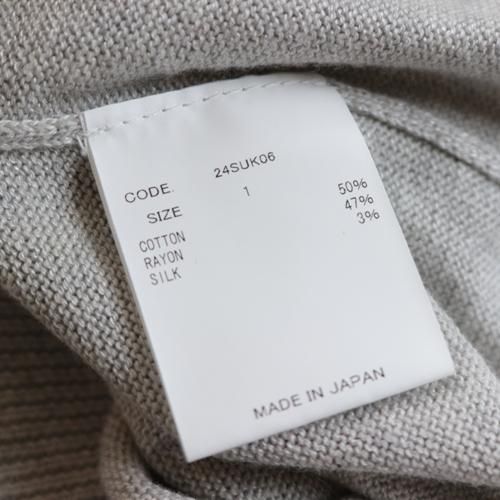 CODE. 24SUK06
SIZE 1
COTTON 50%
RAYON 47%
SILK 3%
MADE IN JAPAN